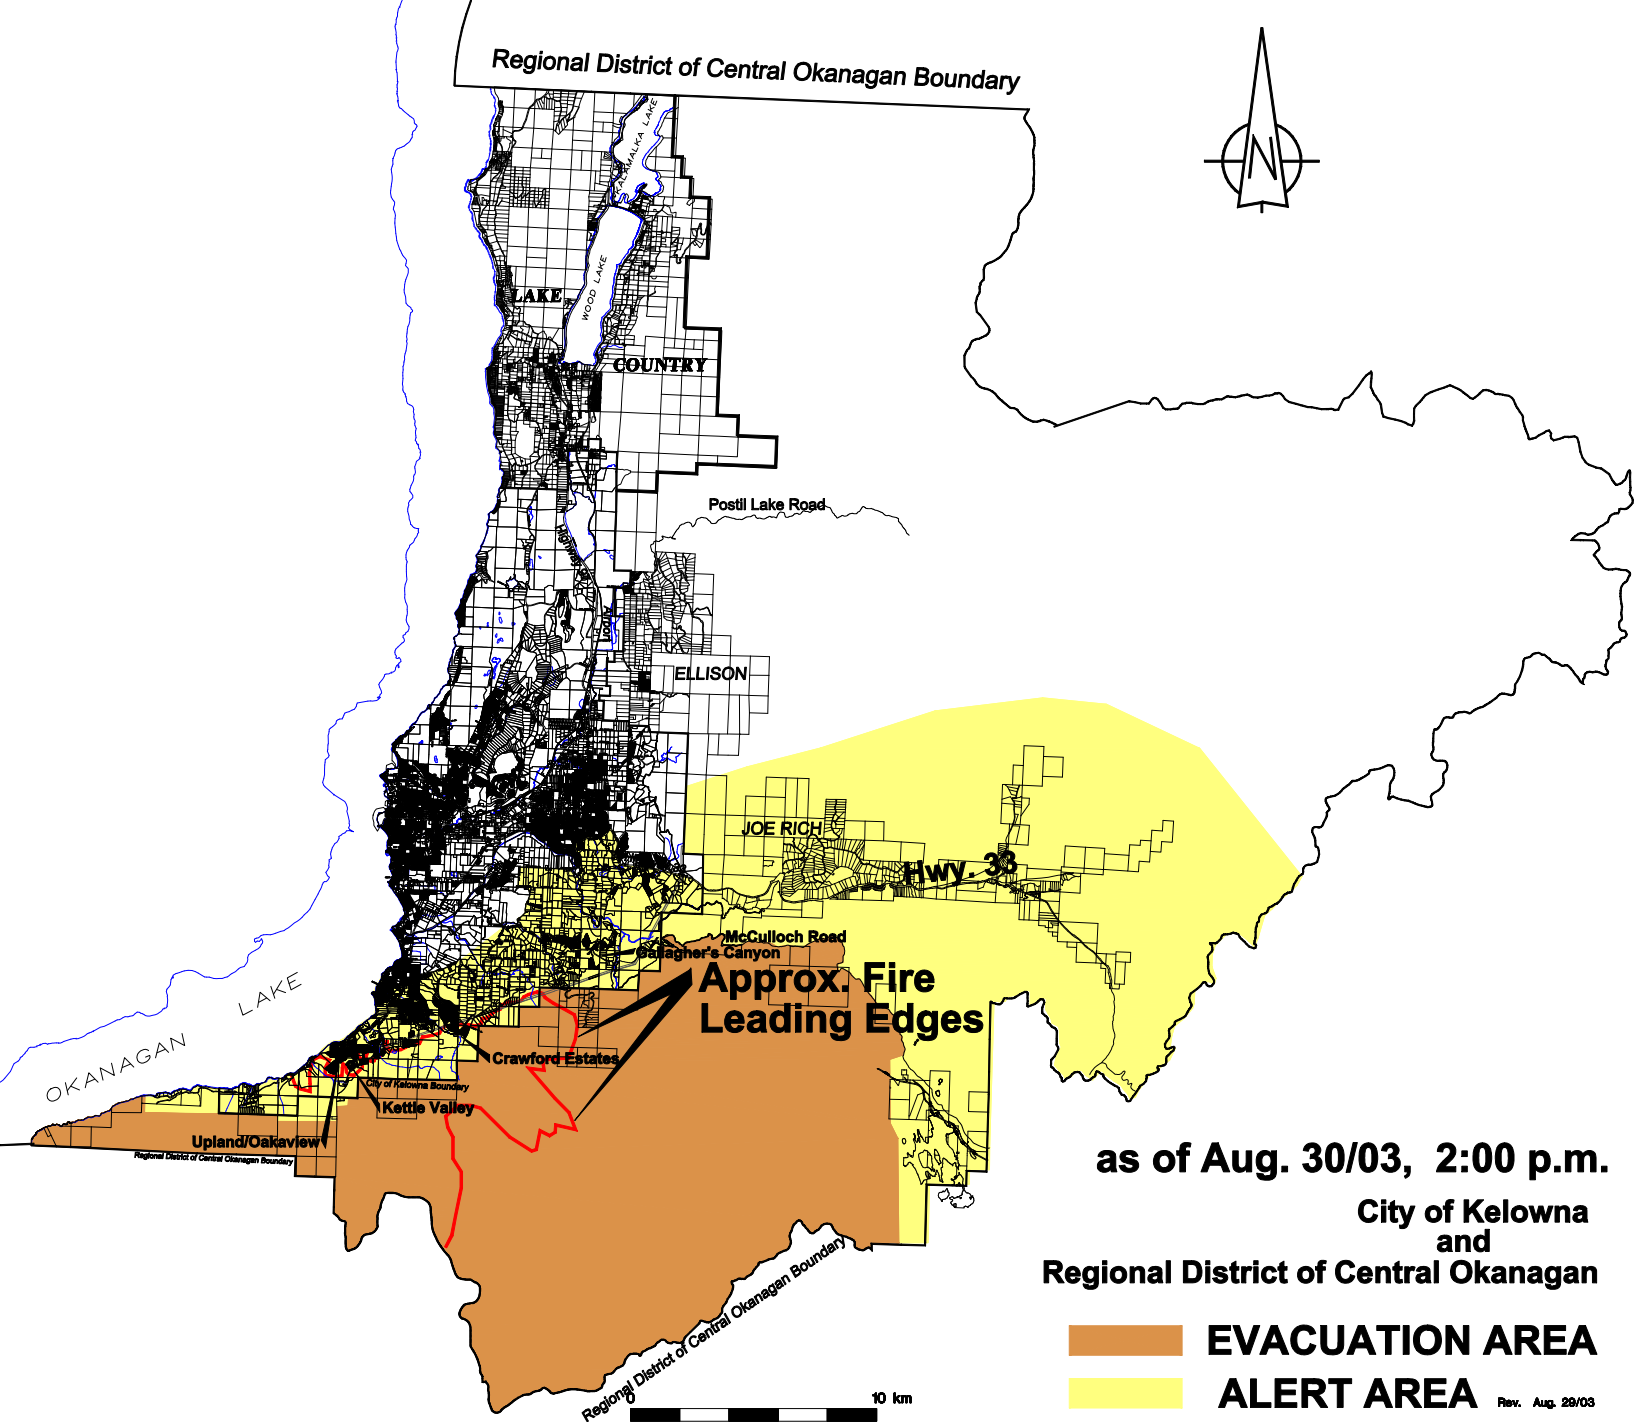 Regional District of Central Okanagan Boundary
N
KALAMALKA LAKE
WOOD LAKE
LAKE
COUNTRY
Postil Lake Road
Highway 97
Airport
ELLISON
JOE RICH
Hwy. 33
McCulloch Road
Gallagher's Canyon
Approx. Fire
Leading Edges
OKANAGAN LAKE
Crawford Estates
City of Kelowna Boundary
Kettle Valley
Upland/Oakaview
Regional District of Central Okanagan Boundary
Regional District of Central Okanagan Boundary
as of Aug. 30/03, 2:00 p.m.
City of Kelowna
and
Regional District of Central Okanagan
EVACUATION AREA
ALERT AREA
Rev. Aug. 29/03
0 10 km